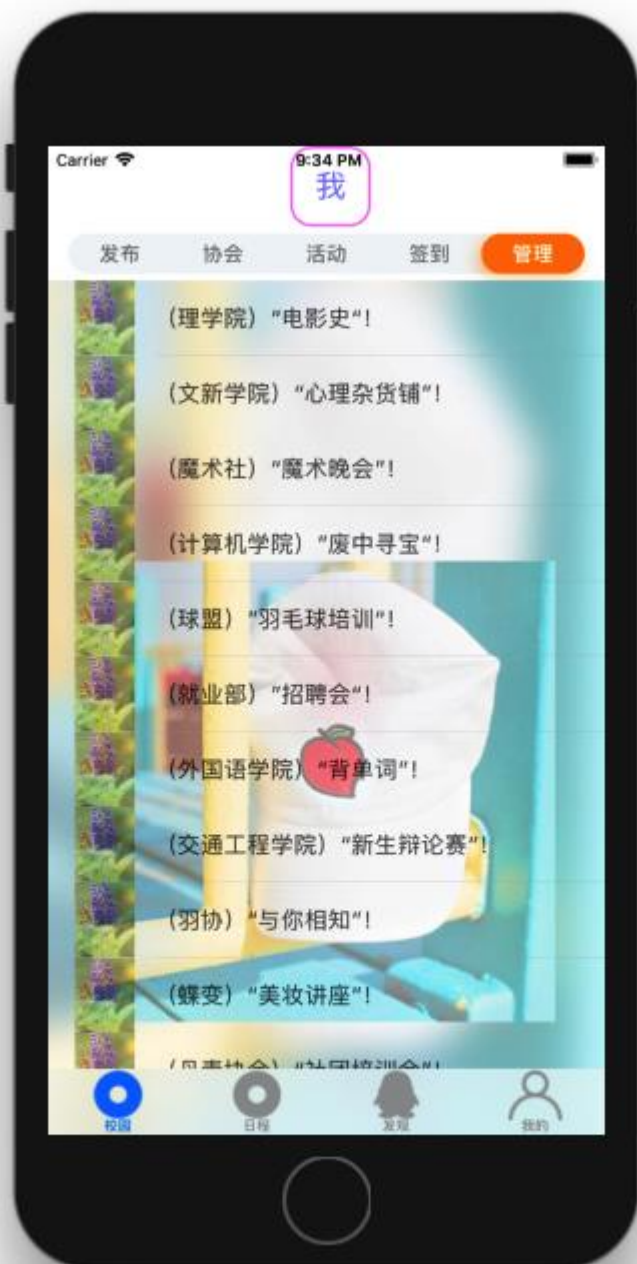 Carrier 9:34 PM
我
发布 协会 活动 签到 管理
(理学院) “电影史“!
(文新学院) “心理杂货铺“!
(魔术社) “魔术晚会”!
(计算机学院) “废中寻宝“!
(球盟) “羽毛球培训“!
(就业部) ”招聘会“!
(外国语学院) “背单词”!
(交通工程学院) “新生辩论赛”!
(羽协) “与你相知“!
(蝶变) “美妆讲座“!
校园 日程 发现 我的